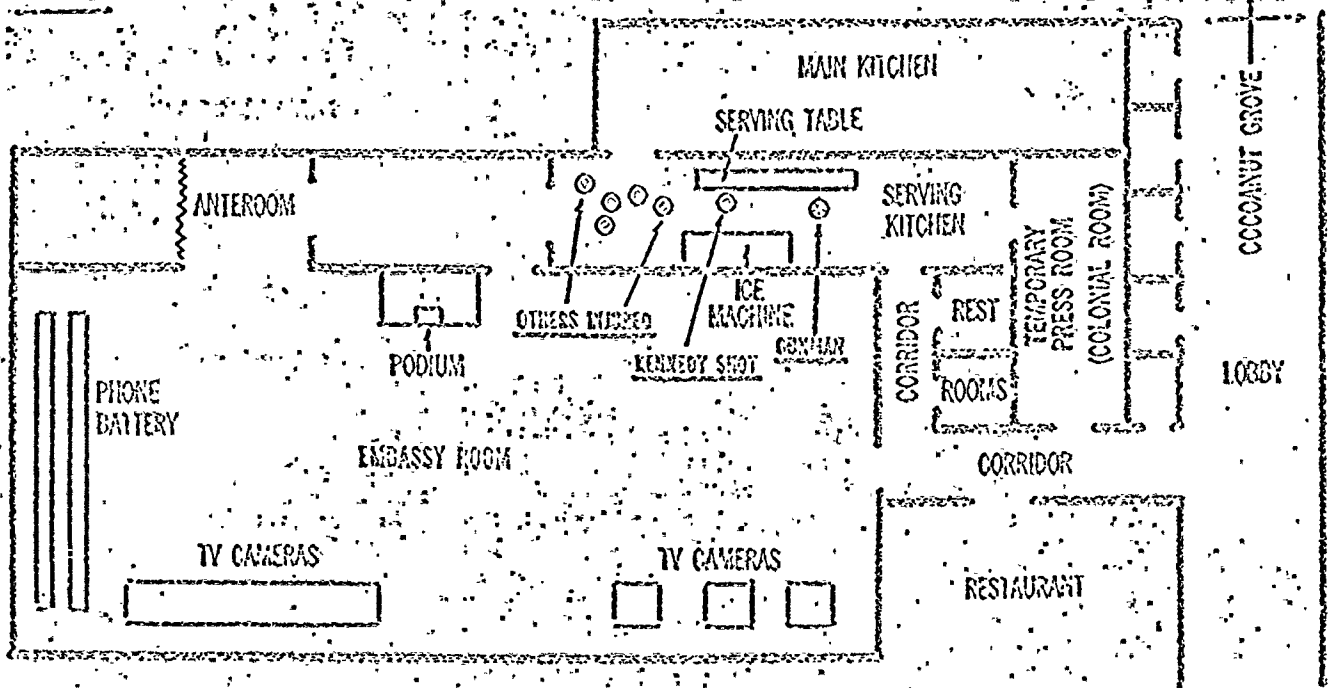 MAIN KITCHEN
SERVING TABLE
ANTEROOM
SERVING
KITCHEN
TEMPORARY
PRESS ROOM
(COLONIAL ROOM)
COCOANUT GROVE
OTHERS INJURED
ICE
MACHINE
KENNEDY SHOT
GUNMAN
PODIUM
CORRIDOR
REST
ROOMS
LOBBY
PHONE
BATTERY
EMBASSY ROOM
CORRIDOR
TV CAMERAS
TV CAMERAS
RESTAURANT